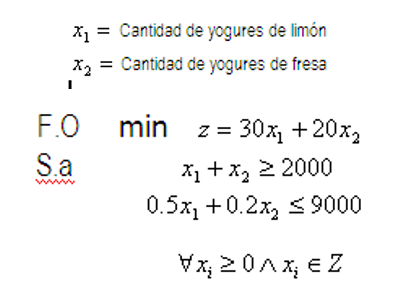 x₁ = Cantidad de yogures de limón
x₂ = Cantidad de yogures de fresa
F.O min z = 30x₁ + 20x₂
S.a x₁ + x₂ ≥ 2000
0.5x₁ + 0.2x₂ ≤ 9000
∀xᵢ ≥ 0 ∧ xᵢ ∈ Z